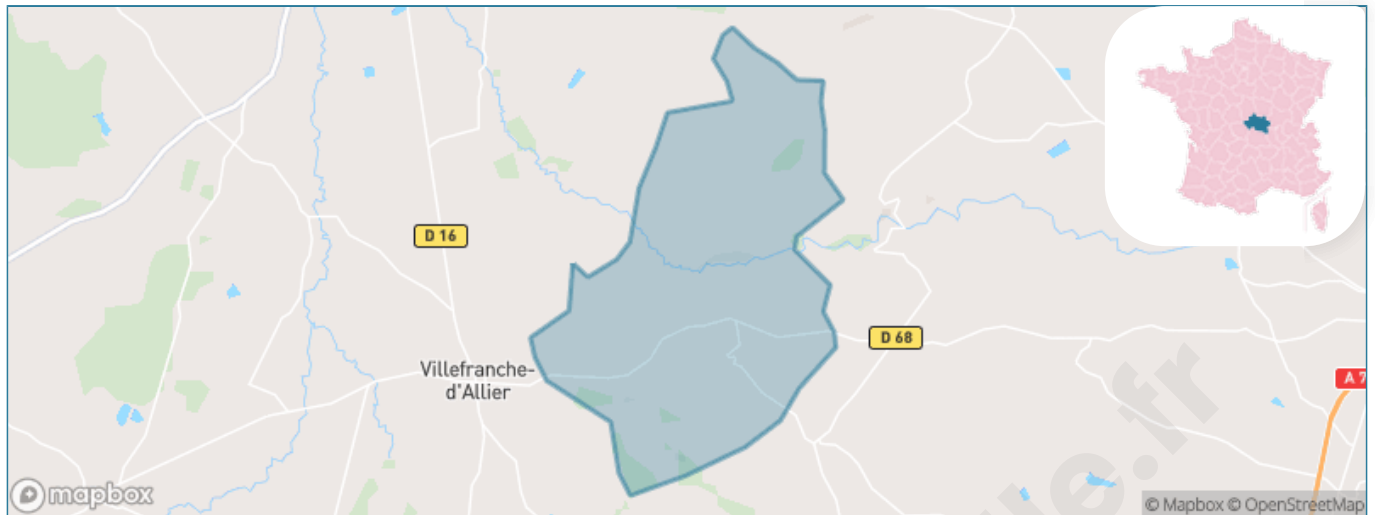 D 16
D 68
Villefranche-
d'Allier
A 7
mapbox
© Mapbox © OpenStreetMap